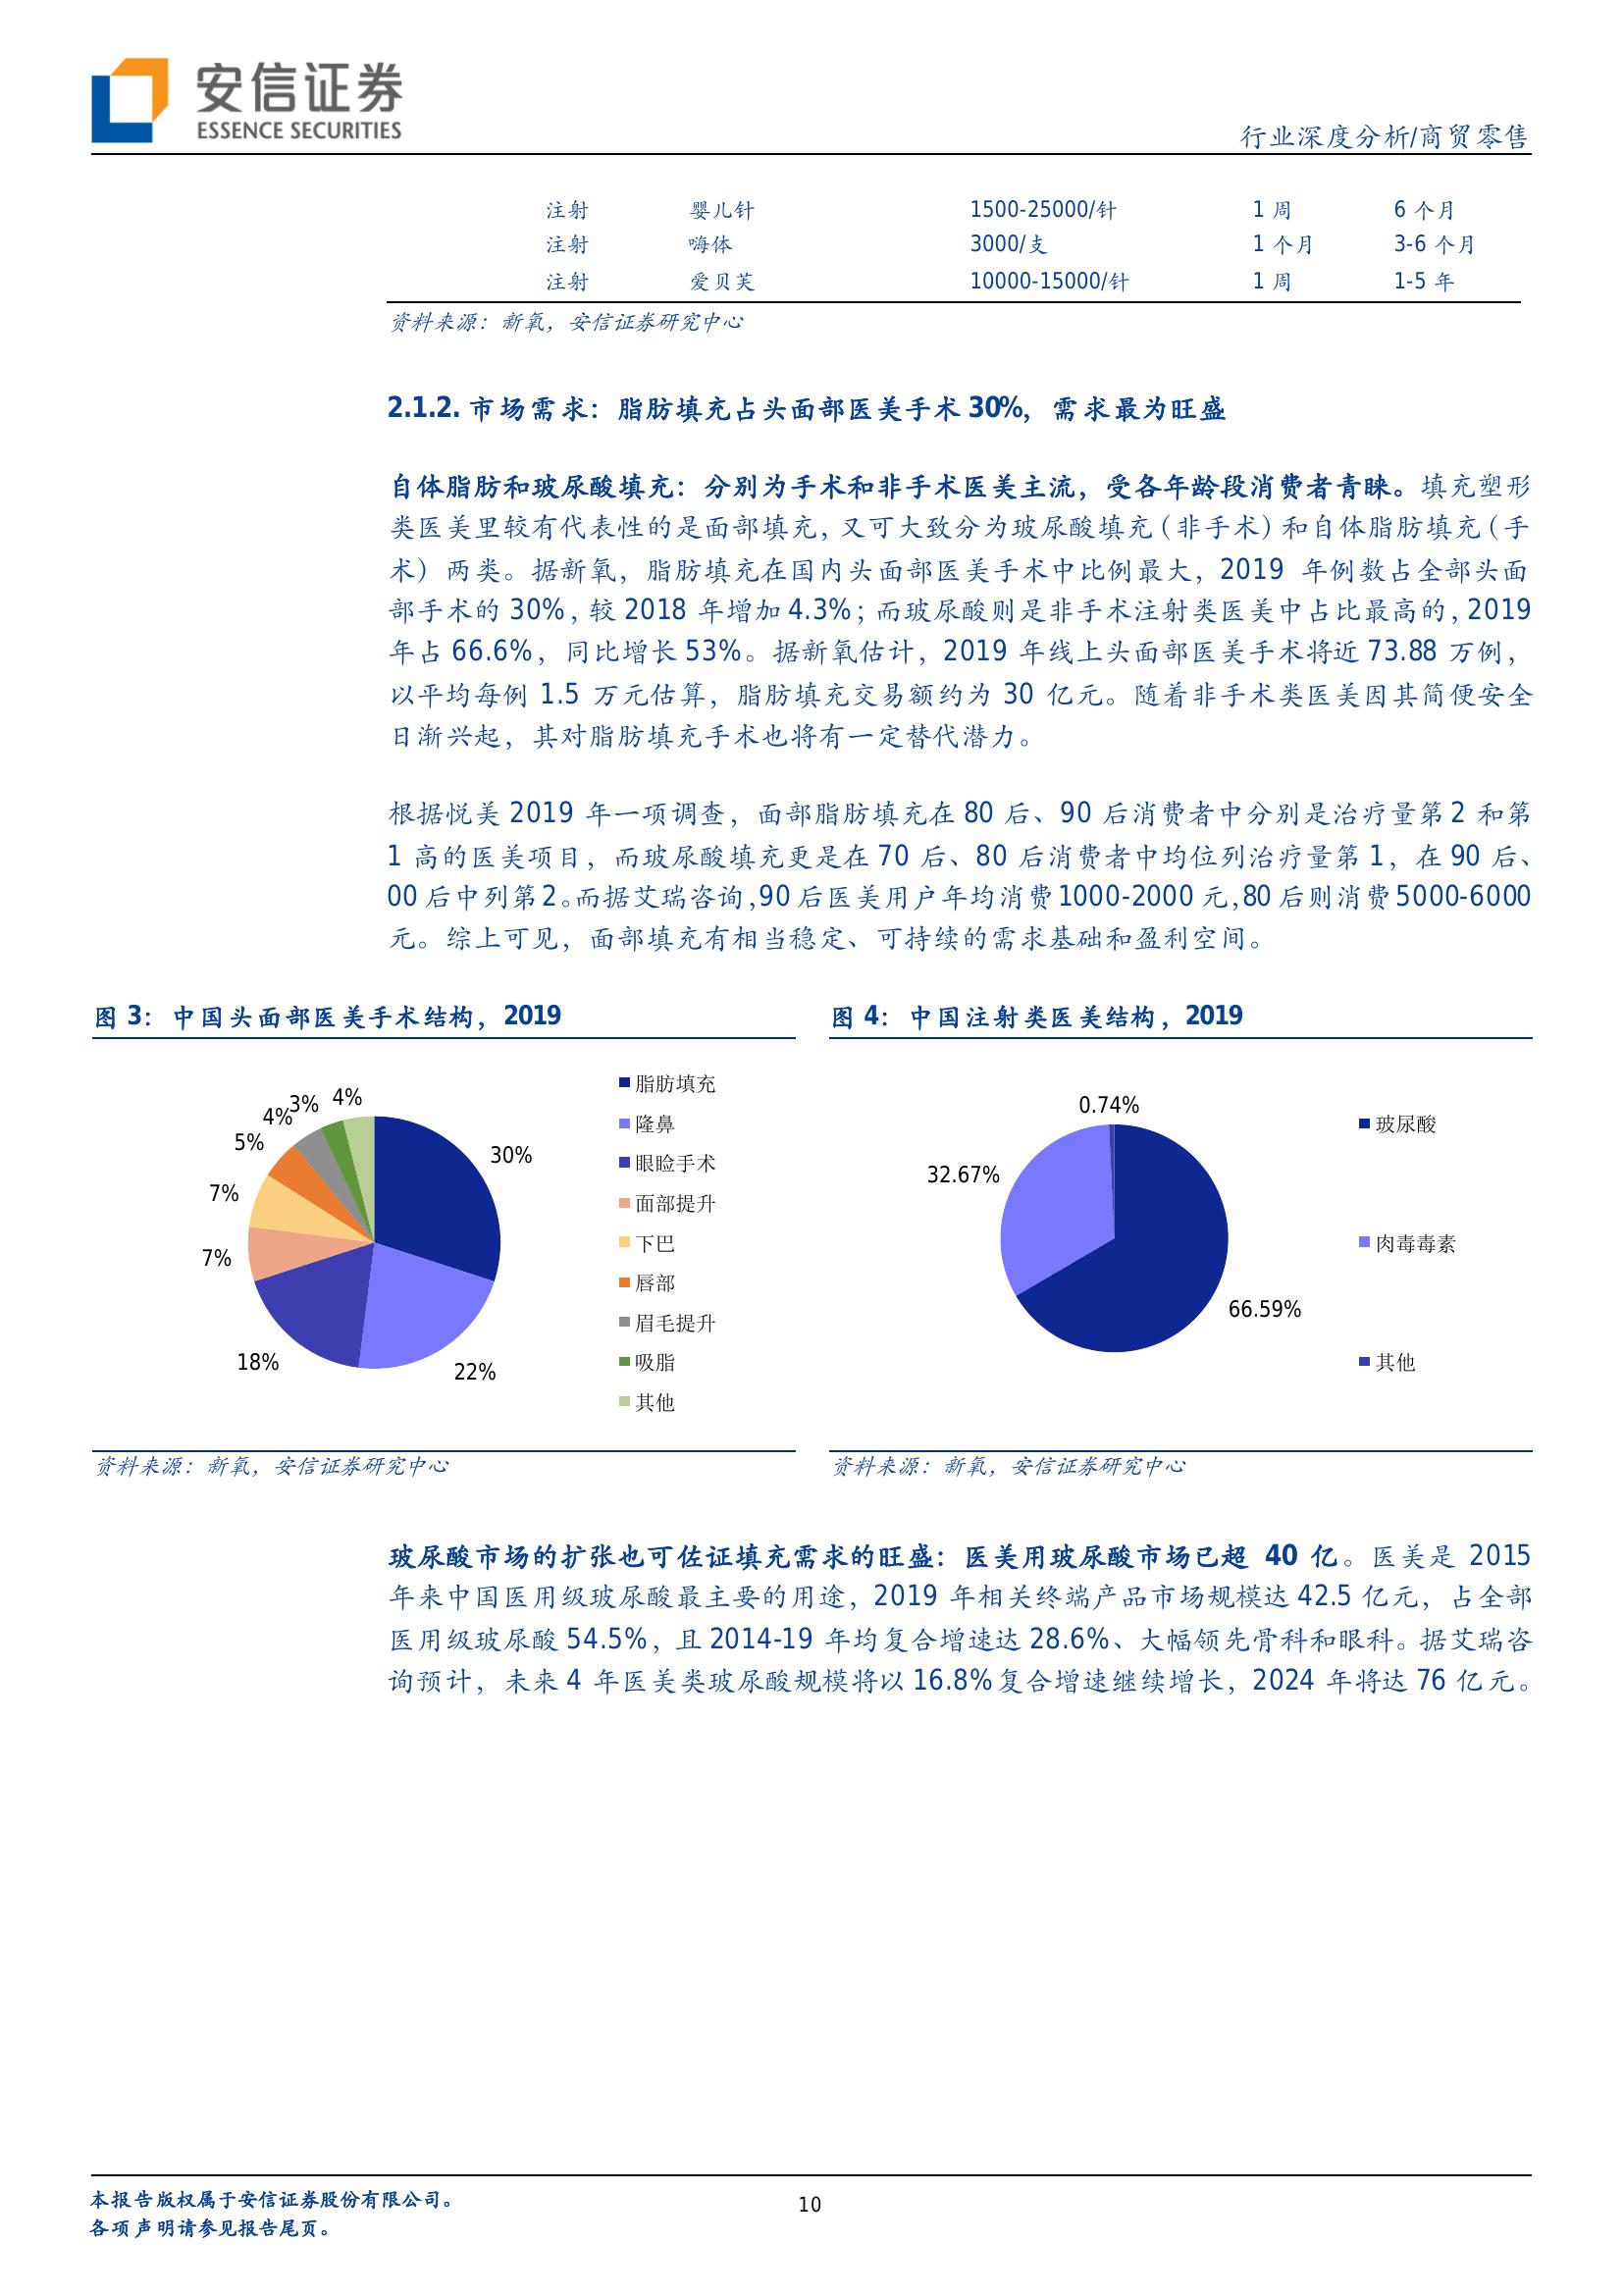 安信证券
ESSENCE SECURITIES
行业深度分析/商贸零售
注射 婴儿针 1500-25000/针 1 周 6 个月
注射 嗨体 3000/支 1 个月 3-6 个月
注射 爱贝芙 10000-15000/针 1 周 1-5 年
资料来源：新氧，安信证券研究中心
2.1.2. 市场需求：脂肪填充占头面部医美手术 30%，需求最为旺盛
自体脂肪和玻尿酸填充：分别为手术和非手术医美主流，受各年龄段消费者青睐。填充塑形
类医美里较有代表性的是面部填充，又可大致分为玻尿酸填充（非手术）和自体脂肪填充（手
术）两类。据新氧，脂肪填充在国内头面部医美手术中比例最大，2019 年例数占全部头面
部手术的 30%，较 2018 年增加 4.3%；而玻尿酸则是非手术注射类医美中占比最高的，2019
年占 66.6%，同比增长 53%。据新氧估计，2019 年线上头面部医美手术将近 73.88 万例，
以平均每例 1.5 万元估算，脂肪填充交易额约为 30 亿元。随着非手术类医美因其简便安全
日渐兴起，其对脂肪填充手术也将有一定替代潜力。
根据悦美 2019 年一项调查，面部脂肪填充在 80 后、90 后消费者中分别是治疗量第 2 和第
1 高的医美项目，而玻尿酸填充更是在 70 后、80 后消费者中均位列治疗量第 1，在 90 后、
00 后中列第 2。而据艾瑞咨询，90 后医美用户年均消费 1000-2000 元，80 后则消费 5000-6000
元。综上可见，面部填充有相当稳定、可持续的需求基础和盈利空间。
图 3：中国头面部医美手术结构，2019
30%
22%
18%
7%
7%
5%
4%
3%
4%
脂肪填充
隆鼻
眼睑手术
面部提升
下巴
唇部
眉毛提升
吸脂
其他
资料来源：新氧，安信证券研究中心
图 4：中国注射类医美结构，2019
0.74%
32.67%
66.59%
玻尿酸
肉毒毒素
其他
资料来源：新氧，安信证券研究中心
玻尿酸市场的扩张也可佐证填充需求的旺盛：医美用玻尿酸市场已超 40 亿。医美是 2015
年来中国医用级玻尿酸最主要的用途，2019 年相关终端产品市场规模达 42.5 亿元，占全部
医用级玻尿酸 54.5%，且 2014-19 年均复合增速达 28.6%、大幅领先骨科和眼科。据艾瑞咨
询预计，未来 4 年医美类玻尿酸规模将以 16.8%复合增速继续增长，2024 年将达 76 亿元。
本报告版权属于安信证券股份有限公司。
各项声明请参见报告尾页。
10